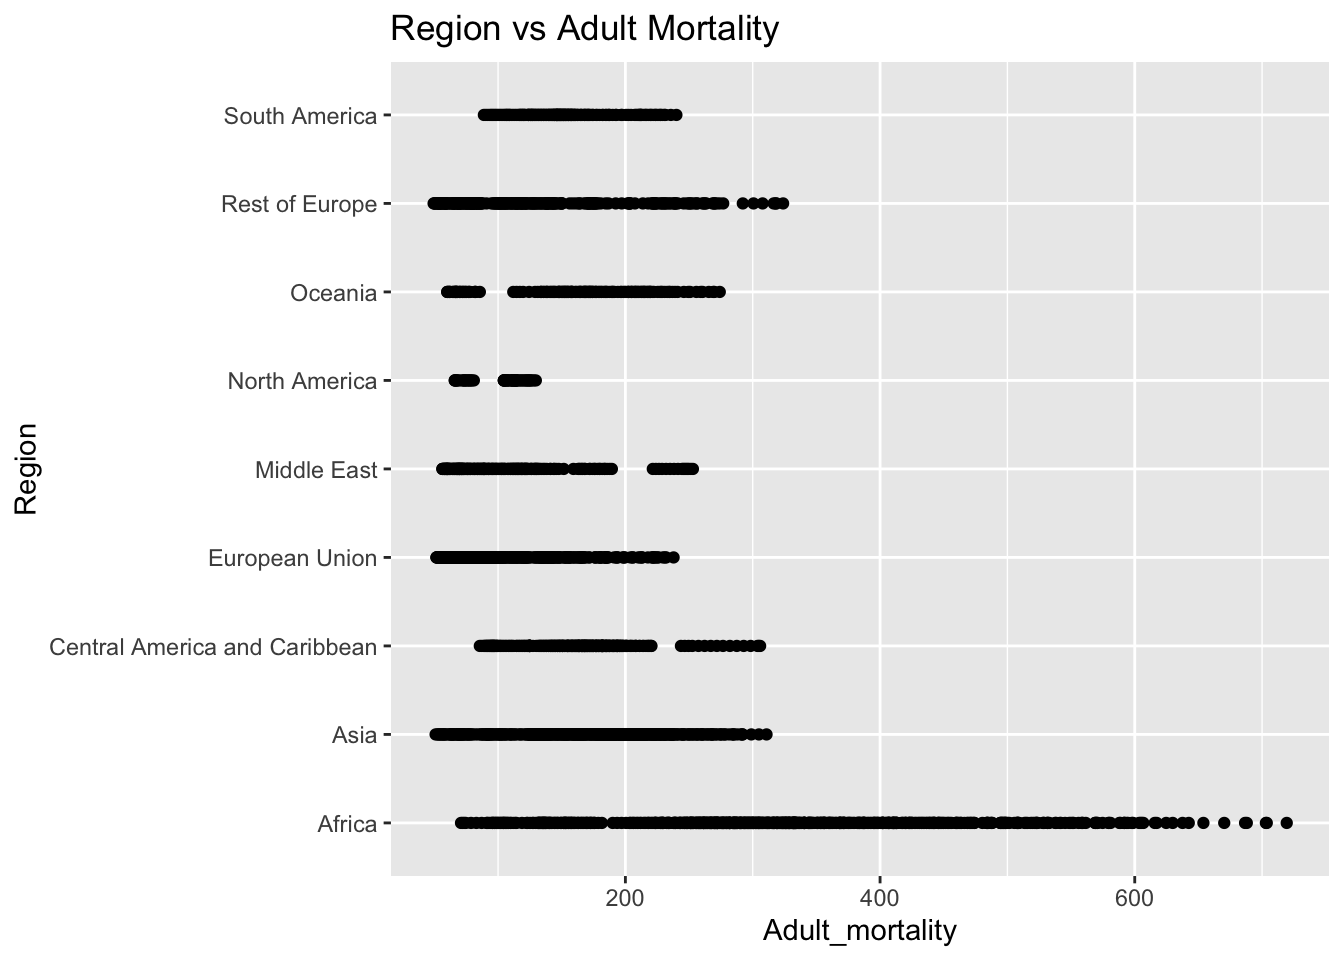 Region vs Adult Mortality
South America
Rest of Europe
Oceania
North America
Middle East
European Union
Central America and Caribbean
Asia
Africa
Region
200 400 600
Adult_mortality